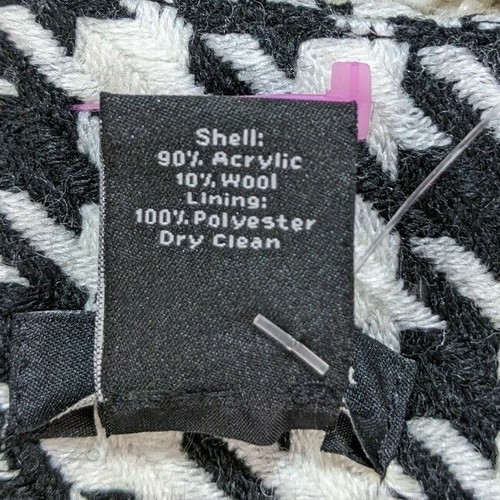 Shell:
90% Acrylic
10% Wool
Lining:
100% Polyester
Dry Clean